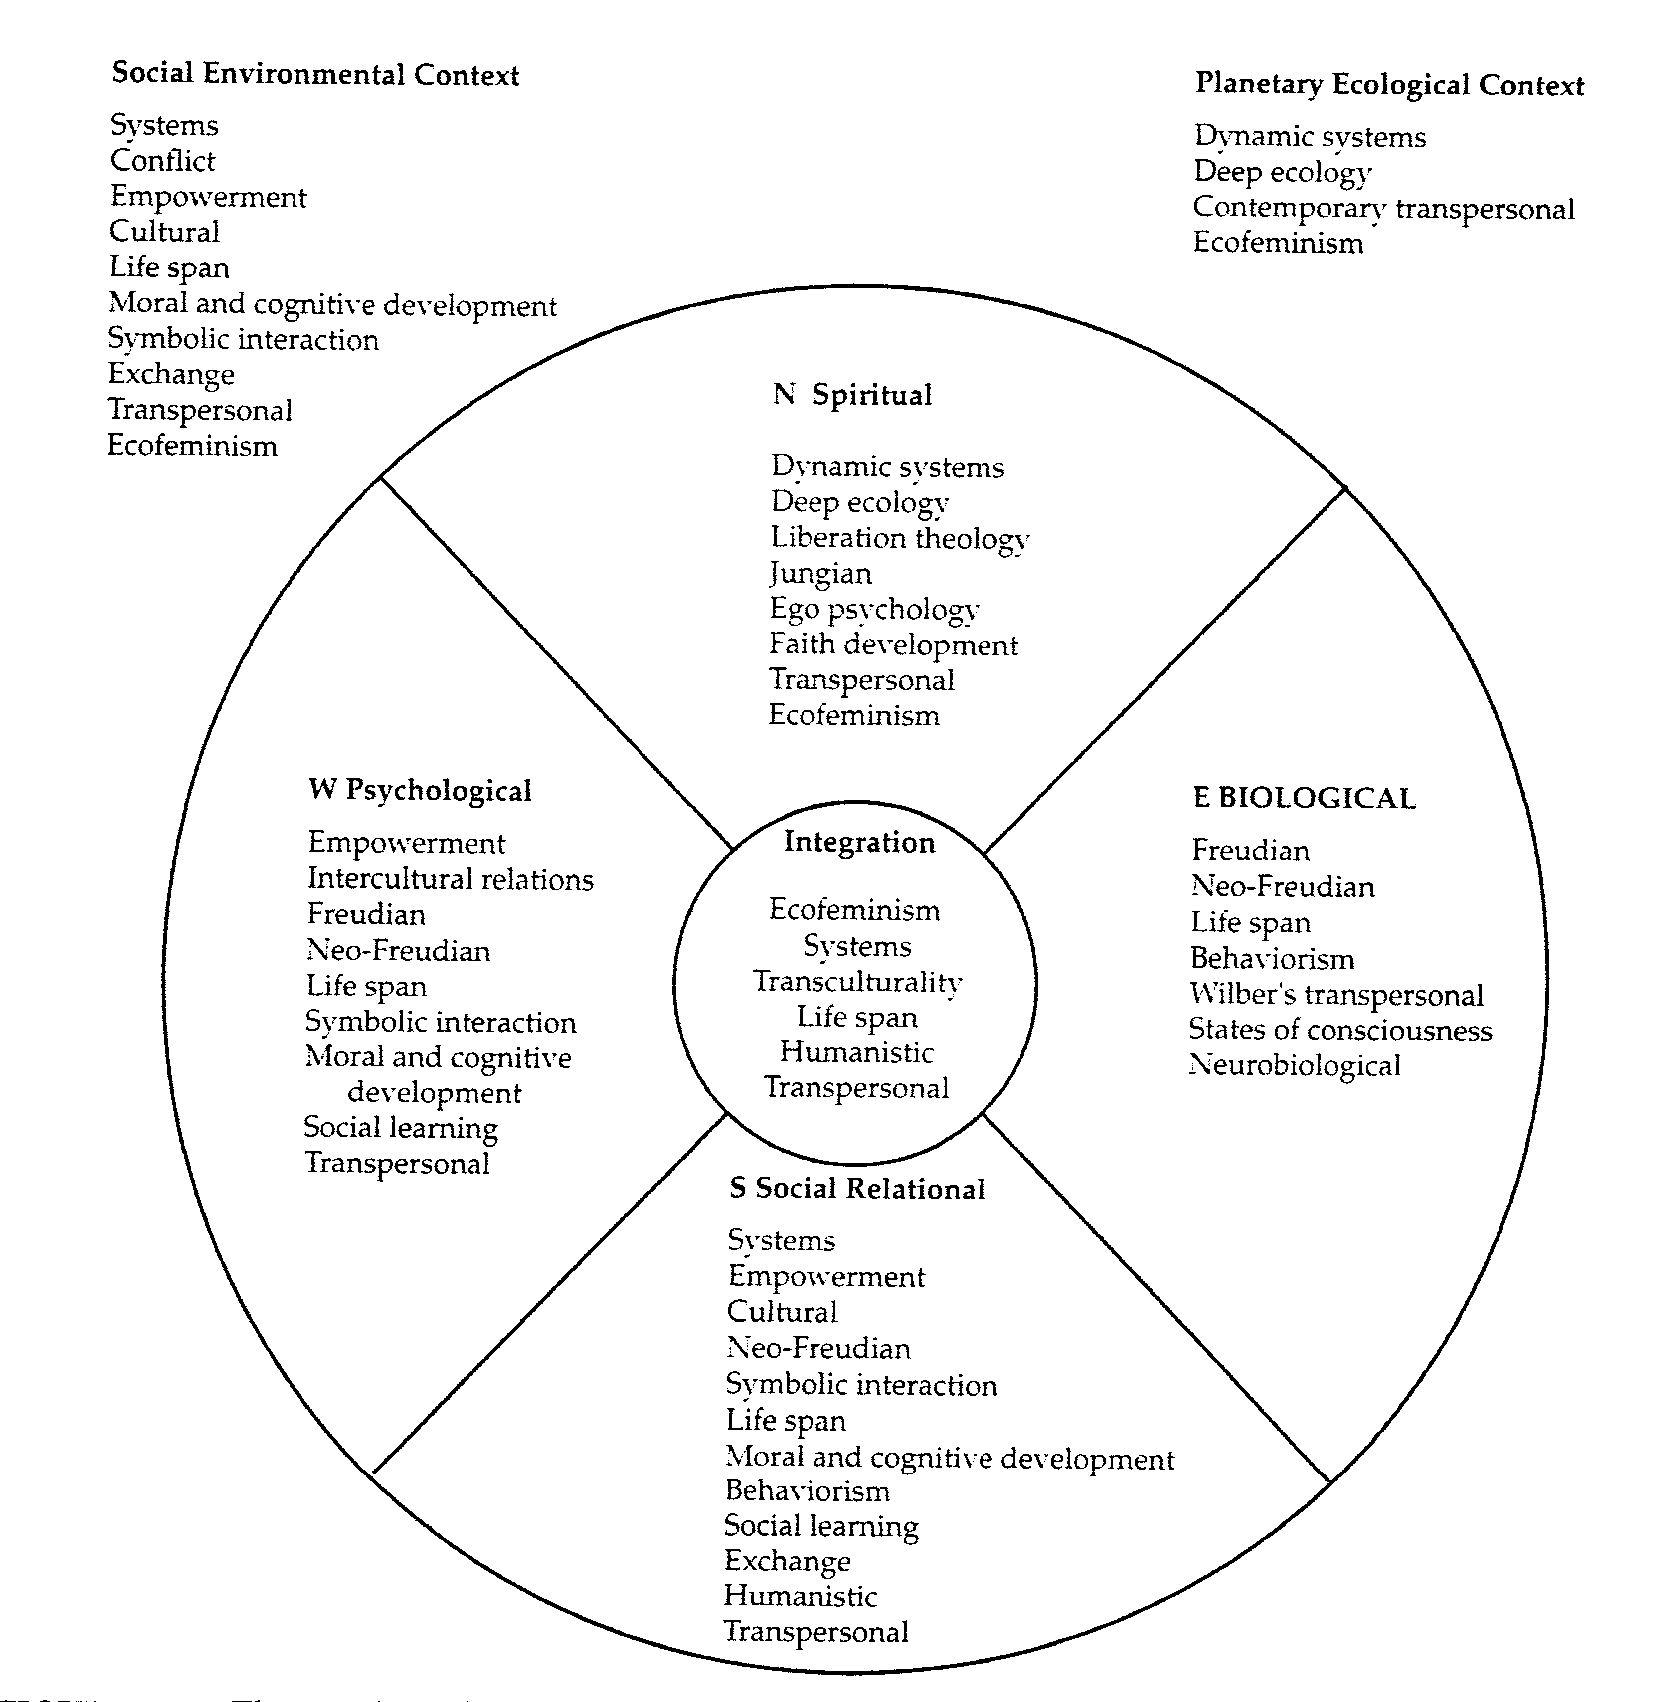 Social Environmental Context
Systems
Conflict
Empowerment
Cultural
Life span
Moral and cognitive development
Symbolic interaction
Exchange
Transpersonal
Ecofeminism
Planetary Ecological Context
Dynamic systems
Deep ecology
Contemporary transpersonal
Ecofeminism
N Spiritual
Dynamic systems
Deep ecology
Liberation theology
Jungian
Ego psychology
Faith development
Transpersonal
Ecofeminism
W Psychological
Empowerment
Intercultural relations
Freudian
Neo-Freudian
Life span
Symbolic interaction
Moral and cognitive
development
Social learning
Transpersonal
Integration
Ecofeminism
Systems
Transculturality
Life span
Humanistic
Transpersonal
E BIOLOGICAL
Freudian
Neo-Freudian
Life span
Behaviorism
Wilber's transpersonal
States of consciousness
Neurobiological
S Social Relational
Systems
Empowerment
Cultural
Neo-Freudian
Symbolic interaction
Life span
Moral and cognitive development
Behaviorism
Social learning
Exchange
Humanistic
Transpersonal